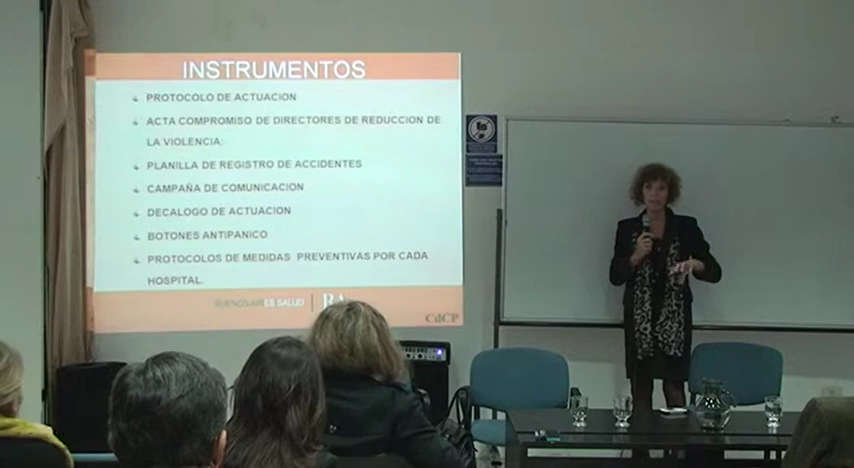 INSTRUMENTOS
PROTOCOLO DE ACTUACION
ACTA COMPROMISO DE DIRECTORES DE REDUCCION DE
LA VIOLENCIA:
PLANILLA DE REGISTRO DE ACCIDENTES
CAMPAÑA DE COMUNICACION
DECALOGO DE ACTUACION
BOTONES ANTIPANICO
PROTOCOLOS DE MEDIDAS PREVENTIVAS POR CADA
HOSPITAL.
BUENOSAIRES SALUD BA
CdCP